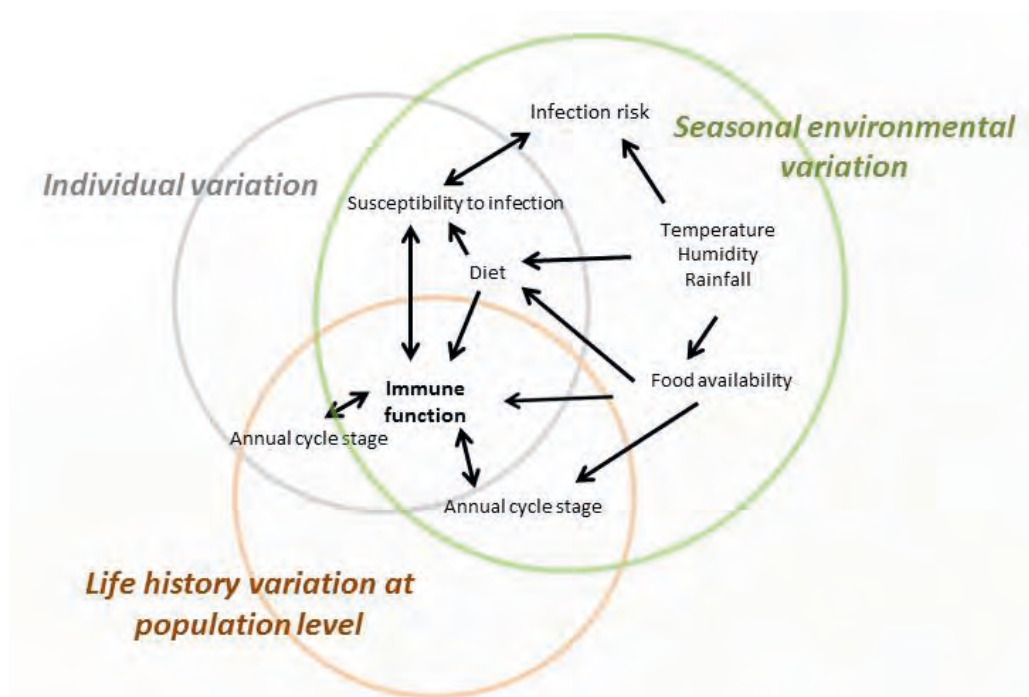 Infection risk
Seasonal environmental
variation
Individual variation
Susceptibility to infection
Temperature
Humidity
Rainfall
Diet
Food availability
Immune
function
Annual cycle stage
Annual cycle stage
Life history variation at
population level